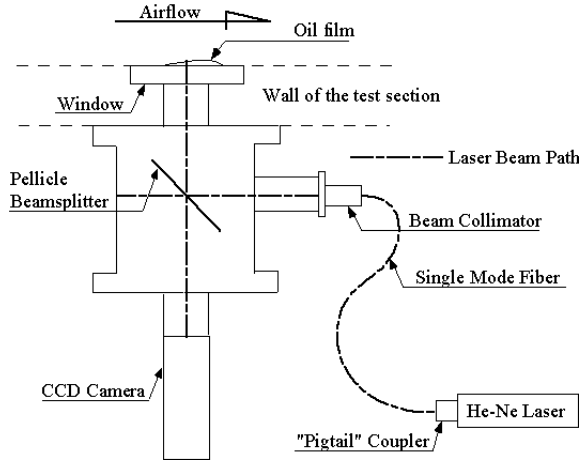 Airflow
Oil film
Window
Wall of the test section
Laser Beam Path
Pellicle
Beamsplitter
Beam Collimator
Single Mode Fiber
CCD Camera
He-Ne Laser
"Pigtail" Coupler